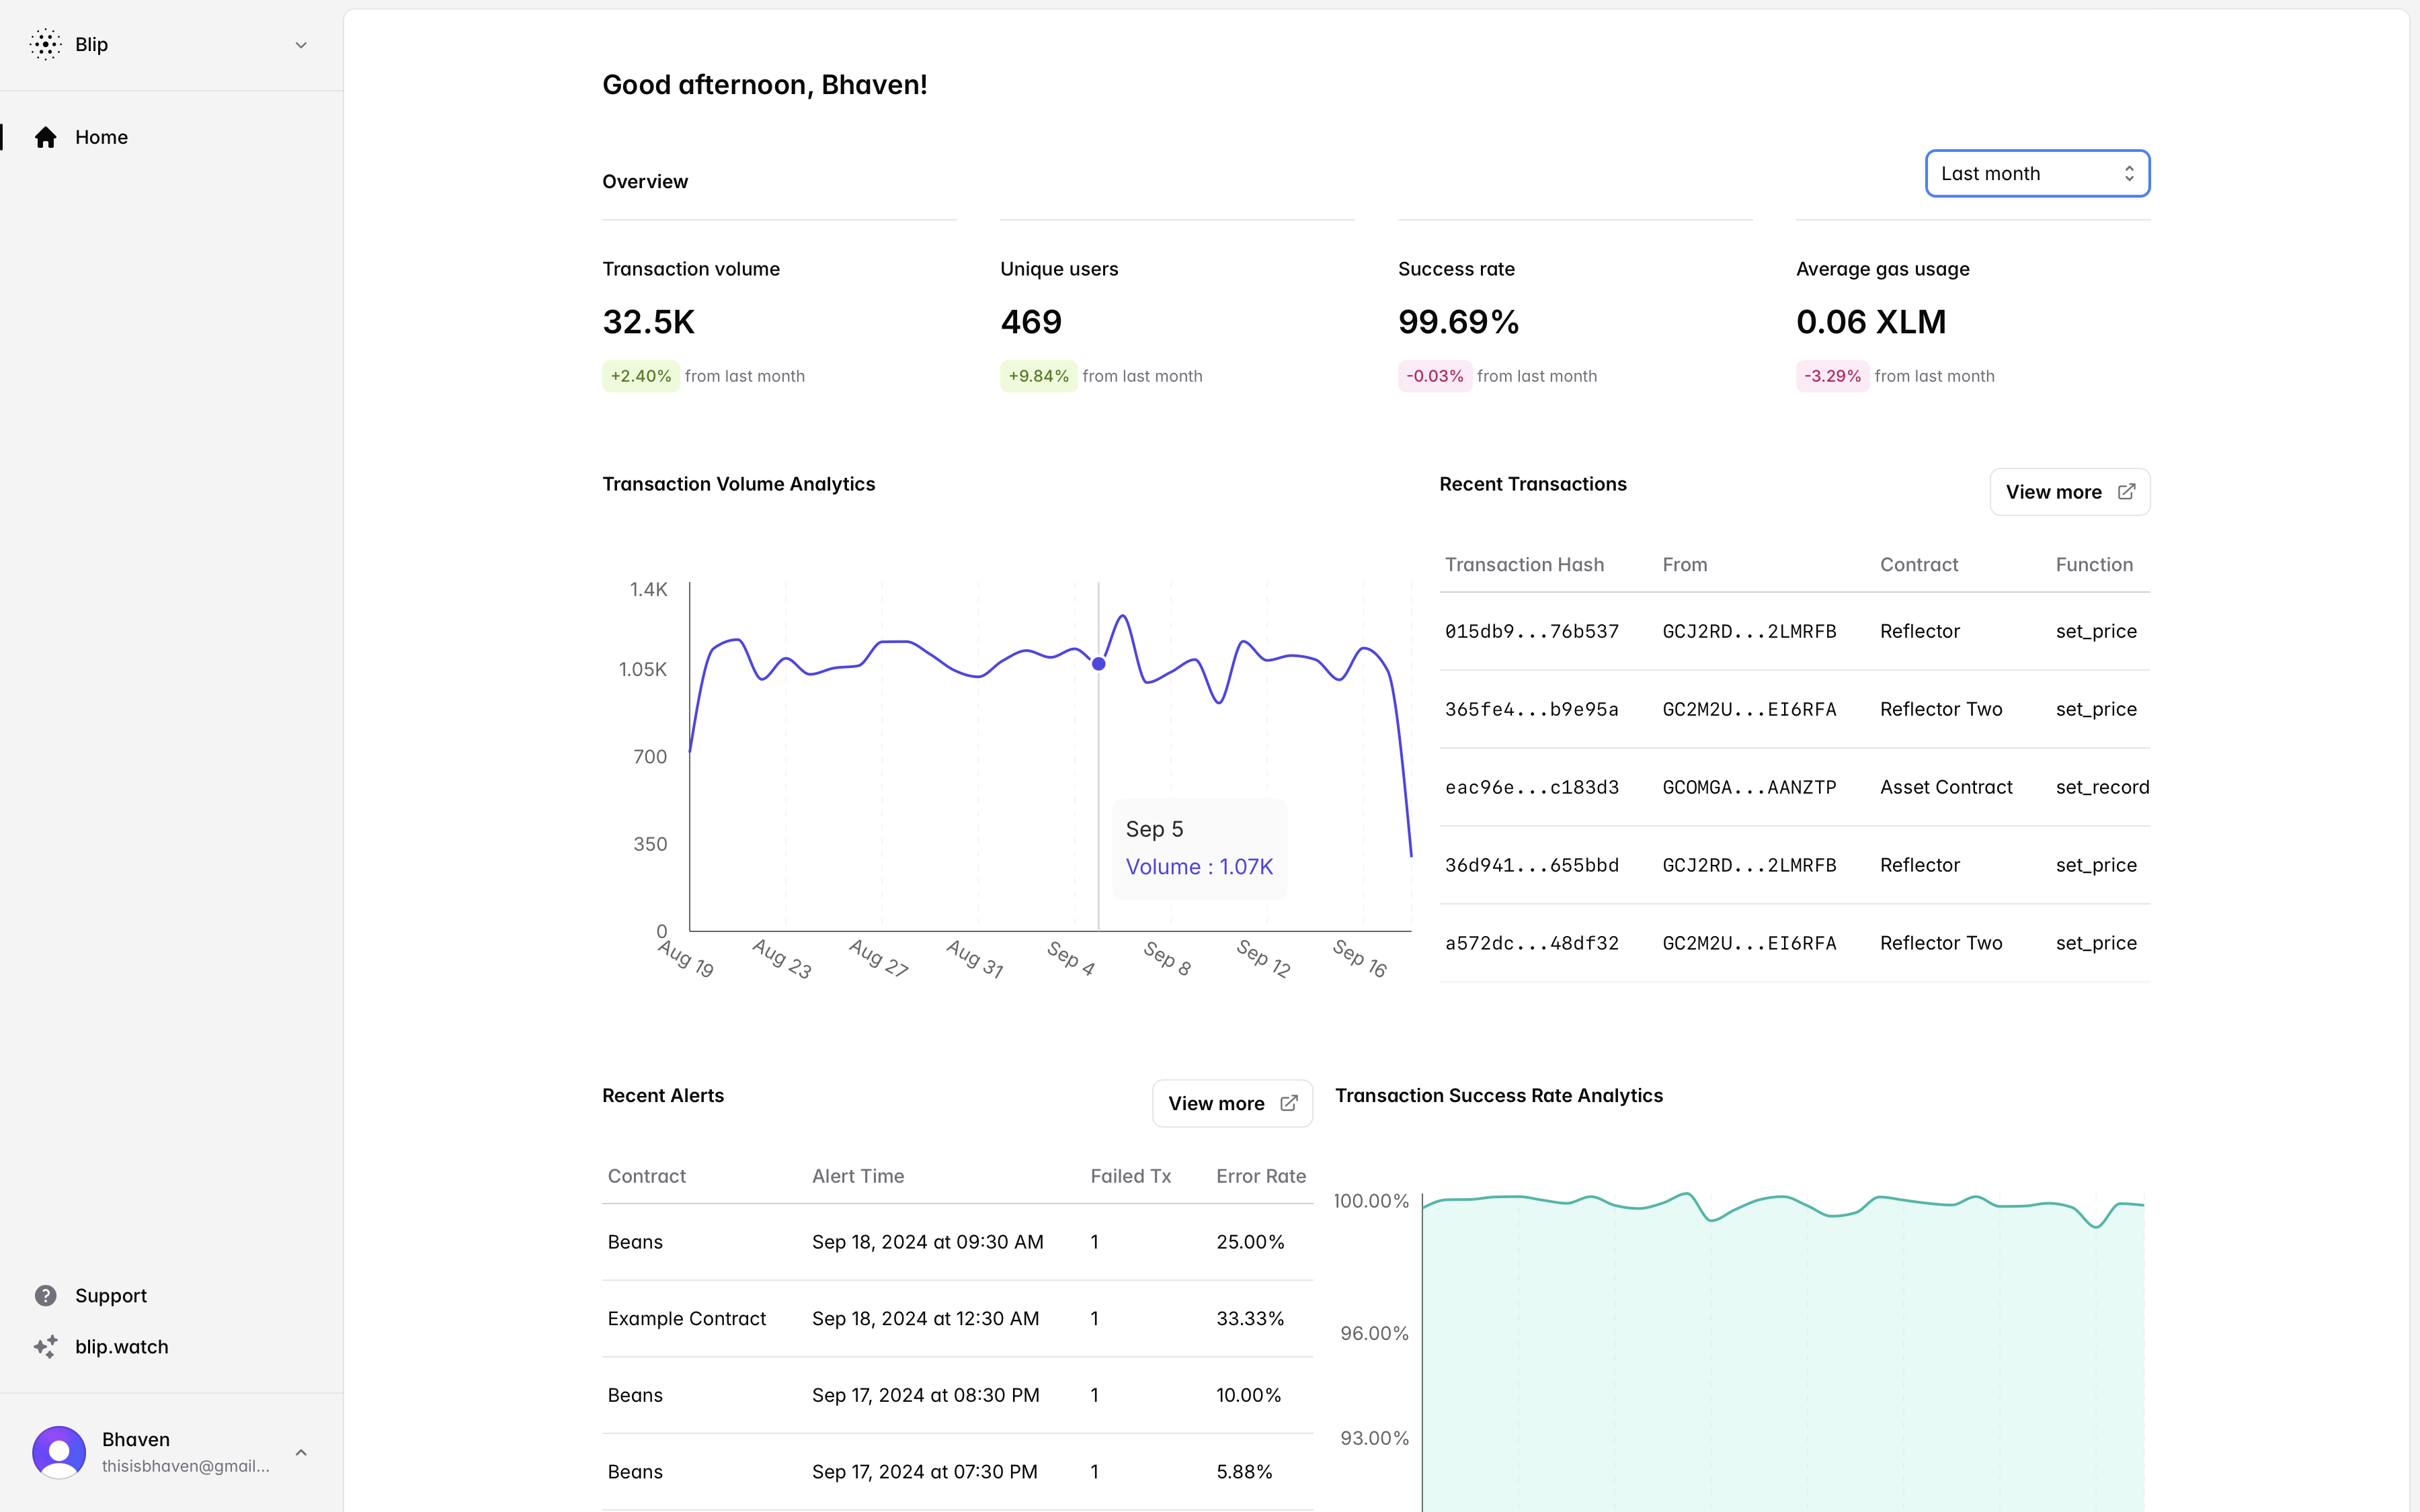 Blip
Home
Support
blip.watch
Bhaven
thisisbhaven@gmail...
Good afternoon, Bhaven!
Overview
Last month
Transaction volume
32.5K
+2.40% from last month
Unique users
469
+9.84% from last month
Success rate
99.69%
-0.03% from last month
Average gas usage
0.06 XLM
-3.29% from last month
Transaction Volume Analytics
1.4K
1.05K
700
350
0
Aug 19 Aug 23 Aug 27 Aug 31 Sep 4 Sep 8 Sep 12 Sep 16
Sep 5
Volume : 1.07K
Recent Transactions
View more
Transaction Hash From Contract Function
015db9...76b537 GCJ2RD...2LMRFB Reflector set_price
365fe4...b9e95a GC2M2U...EI6RFA Reflector Two set_price
eac96e...c183d3 GCOMGA...AANZTP Asset Contract set_record
36d941...655bbd GCJ2RD...2LMRFB Reflector set_price
a572dc...48df32 GC2M2U...EI6RFA Reflector Two set_price
Recent Alerts
View more
Contract Alert Time Failed Tx Error Rate
Beans Sep 18, 2024 at 09:30 AM 1 25.00%
Example Contract Sep 18, 2024 at 12:30 AM 1 33.33%
Beans Sep 17, 2024 at 08:30 PM 1 10.00%
Beans Sep 17, 2024 at 07:30 PM 1 5.88%
Transaction Success Rate Analytics
100.00%
96.00%
93.00%